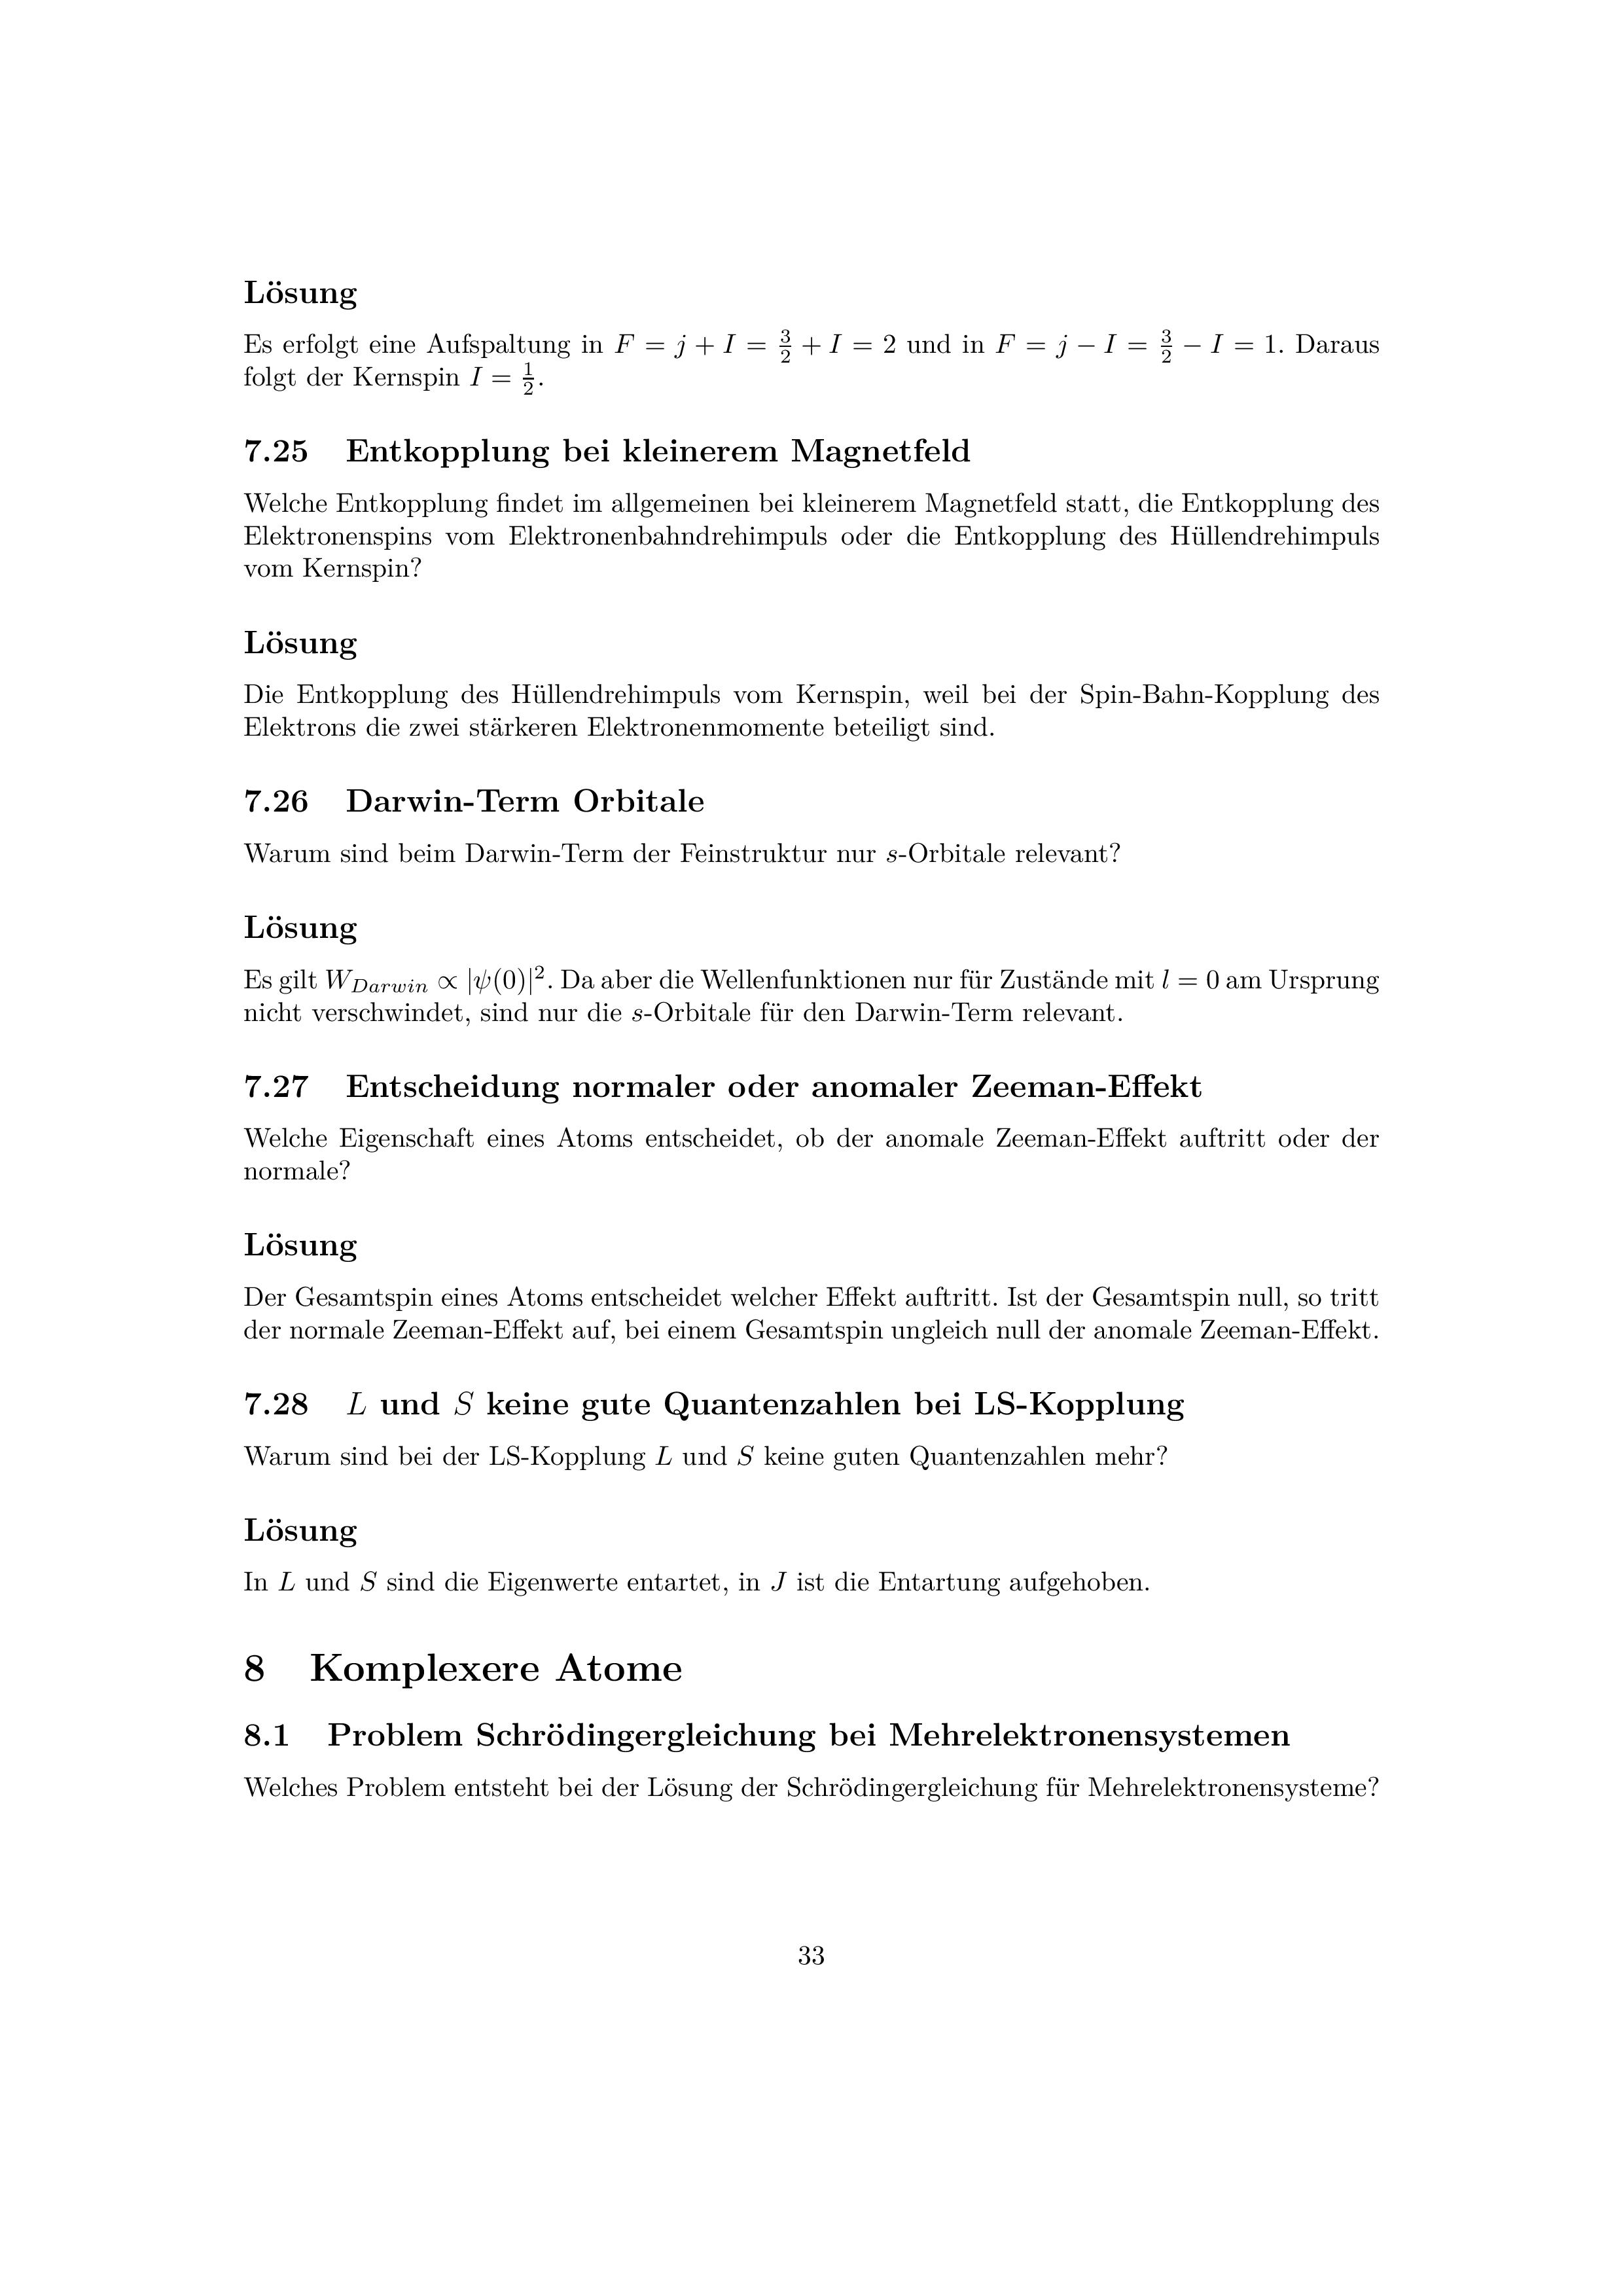 Lösung
Es erfolgt eine Aufspaltung in F = j + I = 3/2 + I = 2 und in F = j − I = 3/2 − I = 1. Daraus
folgt der Kernspin I = 1/2.
7.25 Entkopplung bei kleinerem Magnetfeld
Welche Entkopplung findet im allgemeinen bei kleinerem Magnetfeld statt, die Entkopplung des
Elektronenspins vom Elektronenbahndrehimpuls oder die Entkopplung des Hüllendrehimpuls
vom Kernspin?
Lösung
Die Entkopplung des Hüllendrehimpuls vom Kernspin, weil bei der Spin-Bahn-Kopplung des
Elektrons die zwei stärkeren Elektronenmomente beteiligt sind.
7.26 Darwin-Term Orbitale
Warum sind beim Darwin-Term der Feinstruktur nur s-Orbitale relevant?
Lösung
Es gilt W_Darwin ∝ |ψ(0)|². Da aber die Wellenfunktionen nur für Zustände mit l = 0 am Ursprung
nicht verschwindet, sind nur die s-Orbitale für den Darwin-Term relevant.
7.27 Entscheidung normaler oder anomaler Zeeman-Effekt
Welche Eigenschaft eines Atoms entscheidet, ob der anomale Zeeman-Effekt auftritt oder der
normale?
Lösung
Der Gesamtspin eines Atoms entscheidet welcher Effekt auftritt. Ist der Gesamtspin null, so tritt
der normale Zeeman-Effekt auf, bei einem Gesamtspin ungleich null der anomale Zeeman-Effekt.
7.28 L und S keine gute Quantenzahlen bei LS-Kopplung
Warum sind bei der LS-Kopplung L und S keine guten Quantenzahlen mehr?
Lösung
In L und S sind die Eigenwerte entartet, in J ist die Entartung aufgehoben.
8 Komplexere Atome
8.1 Problem Schrödingergleichung bei Mehrelektronensystemen
Welches Problem entsteht bei der Lösung der Schrödingergleichung für Mehrelektronensysteme?
33